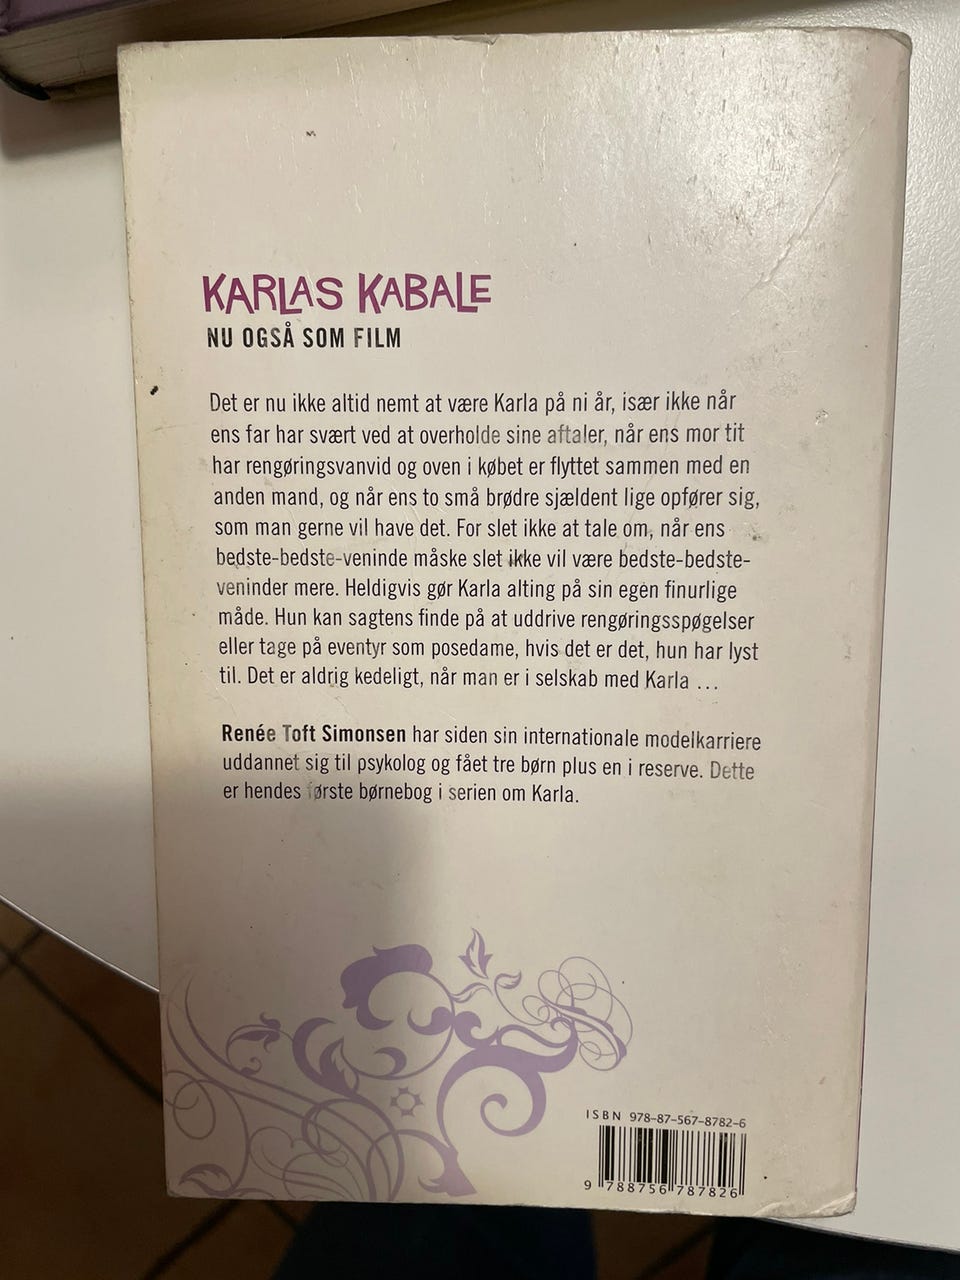 KARLAS KABALE
NU OGSÅ SOM FILM
Det er nu ikke altid nemt at være Karla på ni år, især ikke når
ens far har svært ved at overholde sine aftaler, når ens mor tit
har rengøringsvanvid og oven i købet er flyttet sammen med en
anden mand, og når ens to små brødre sjældent lige opfører sig,
som man gerne vil have det. For slet ikke at tale om, når ens
bedste-bedste-veninde måske slet ikke vil være bedste-bedste-
veninder mere. Heldigvis gør Karla alting på sin egen finurlige
måde. Hun kan sagtens finde på at uddrive rengøringsspøgelser
eller tage på eventyr som posedame, hvis det er det, hun har lyst
til. Det er aldrig kedeligt, når man er i selskab med Karla ...
Renée Toft Simonsen har siden sin internationale modelkarriere
uddannet sig til psykolog og fået tre børn plus en i reserve. Dette
er hendes første børnebog i serien om Karla.
ISBN 978-87-567-8782-6
9 788756 787826